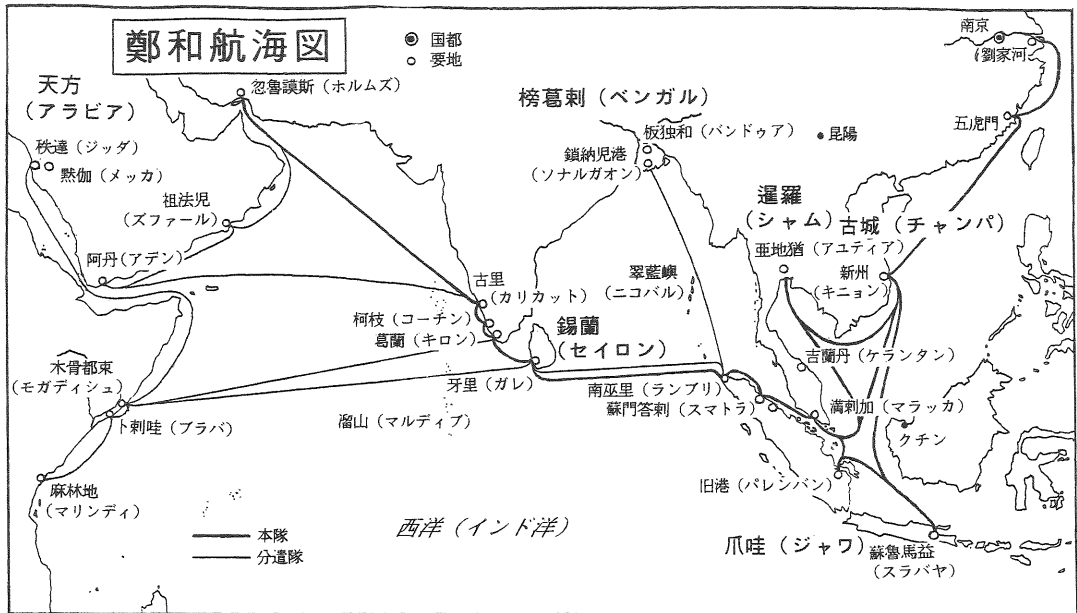 鄭和航海図
国都
要地
南京
劉家河
天方
（アラビア）
忽魯謨斯（ホルムズ）
榜葛剌（ベンガル）
五虎門
板独和（バンドゥア）
昆陽
秩達（ジッダ）
黙伽（メッカ）
鎖納児港
（ソナルガオン）
祖法児
（ズファール）
暹羅
（シャム）
古城（チャンパ）
亜地猶（アユティア）
阿丹（アデン）
翠藍嶼
（ニコバル）
新州
（キニョン）
古里
（カリカット）
柯枝（コーチン）
葛蘭（キロン）
錫蘭
（セイロン）
吉蘭丹（ケランタン）
木骨都束
（モガディシュ）
牙里（ガレ）
南巫里（ランブリ）
蘇門答剌（スマトラ）
満剌加（マラッカ）
卜剌哇（ブラバ）
溜山（マルディブ）
クチン
麻林地
（マリンディ）
旧港（パレンバン）
西洋（インド洋）
本隊
分遣隊
爪哇（ジャワ）
蘇魯馬益
（スラバヤ）